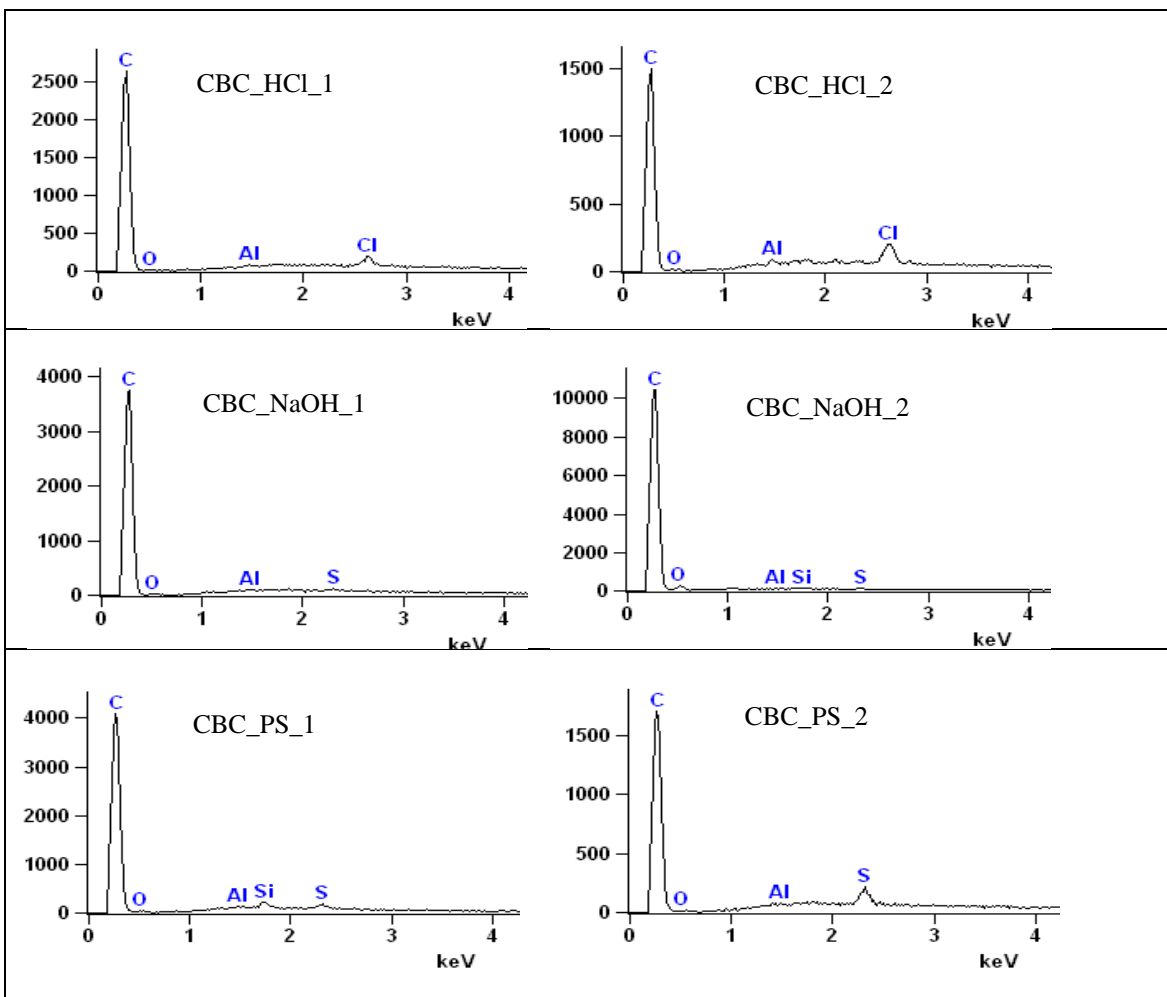 C
2500
CBC_HCl_1
2000
1500
1000
500
O
Al
Cl
0
0 1 2 3 4
keV
C
1500
CBC_HCl_2
1000
500
O
Al
Cl
0
0 1 2 3 4
keV
4000
C
CBC_NaOH_1
3000
2000
1000
O
Al
S
0
0 1 2 3 4
keV
C
10000
CBC_NaOH_2
8000
6000
4000
2000
O
Al Si
S
0
0 1 2 3 4
keV
C
4000
CBC_PS_1
3000
2000
1000
O
Al Si
S
0
0 1 2 3 4
keV
C
CBC_PS_2
1500
1000
500
O
Al
S
0
0 1 2 3 4
keV